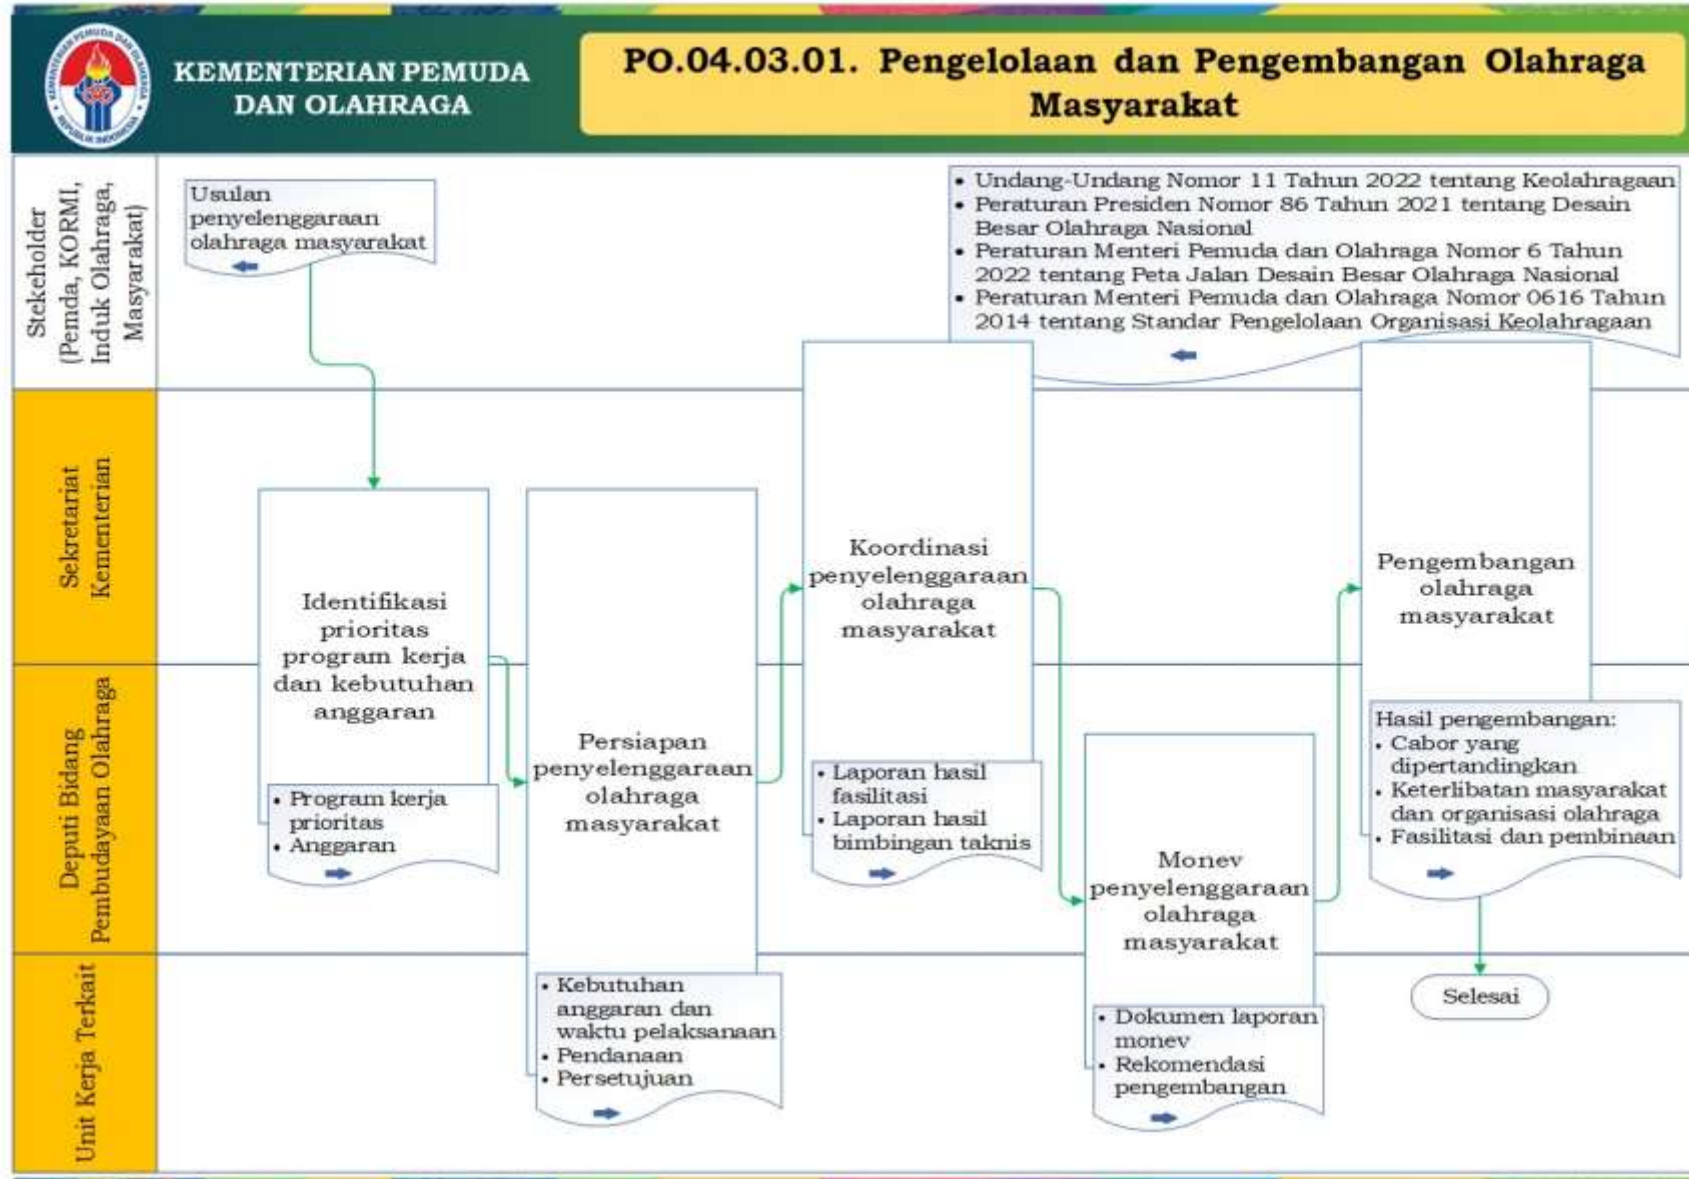 KEMENTERIAN PEMUDA DAN OLAHRAGA
REPUBLIK INDONESIA
KEMENTERIAN PEMUDA
DAN OLAHRAGA
PO.04.03.01. Pengelolaan dan Pengembangan Olahraga
Masyarakat
Stekeholder
(Pemda, KORMI,
Induk Olahraga,
Masyarakat)
Usulan
penyelenggaraan
olahraga masyarakat
• Undang-Undang Nomor 11 Tahun 2022 tentang Keolahragaan
• Peraturan Presiden Nomor 86 Tahun 2021 tentang Desain
Besar Olahraga Nasional
• Peraturan Menteri Pemuda dan Olahraga Nomor 6 Tahun
2022 tentang Peta Jalan Desain Besar Olahraga Nasional
• Peraturan Menteri Pemuda dan Olahraga Nomor 0616 Tahun
2014 tentang Standar Pengelolaan Organisasi Keolahragaan
Sekretariat
Kementerian
Deputi Bidang
Pembudayaan Olahraga
Unit Kerja Terkait
Identifikasi
prioritas
program kerja
dan kebutuhan
anggaran
• Program kerja
prioritas
• Anggaran
Persiapan
penyelenggaraan
olahraga
masyarakat
• Kebutuhan
anggaran dan
waktu pelaksanaan
• Pendanaan
• Persetujuan
Koordinasi
penyelenggaraan
olahraga
masyarakat
• Laporan hasil
fasilitasi
• Laporan hasil
bimbingan taknis
Monev
penyelenggaraan
olahraga
masyarakat
• Dokumen laporan
monev
• Rekomendasi
pengembangan
Pengembangan
olahraga
masyarakat
Hasil pengembangan:
• Cabor yang
dipertandingkan
• Keterlibatan masyarakat
dan organisasi olahraga
• Fasilitasi dan pembinaan
Selesai